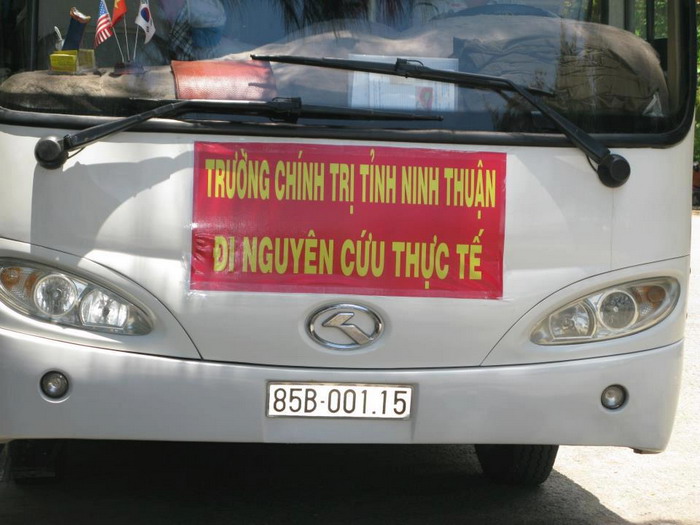 TRƯỜNG CHÍNH TRỊ TỈNH NINH THUẬN
ĐI NGUYÊN CỨU THỰC TẾ
85B-001.15